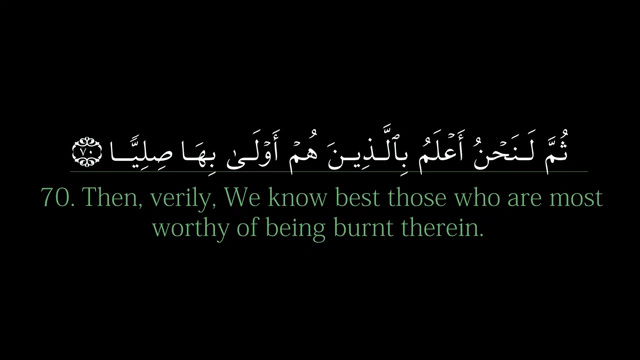 ثُمَّ لَنَحْنُ أَعْلَمُ بِٱلَّذِينَ هُمْ أَوْلَىٰ بِهَا صِلِيًّا ٧٠
70. Then, verily, We know best those who are most
worthy of being burnt therein.